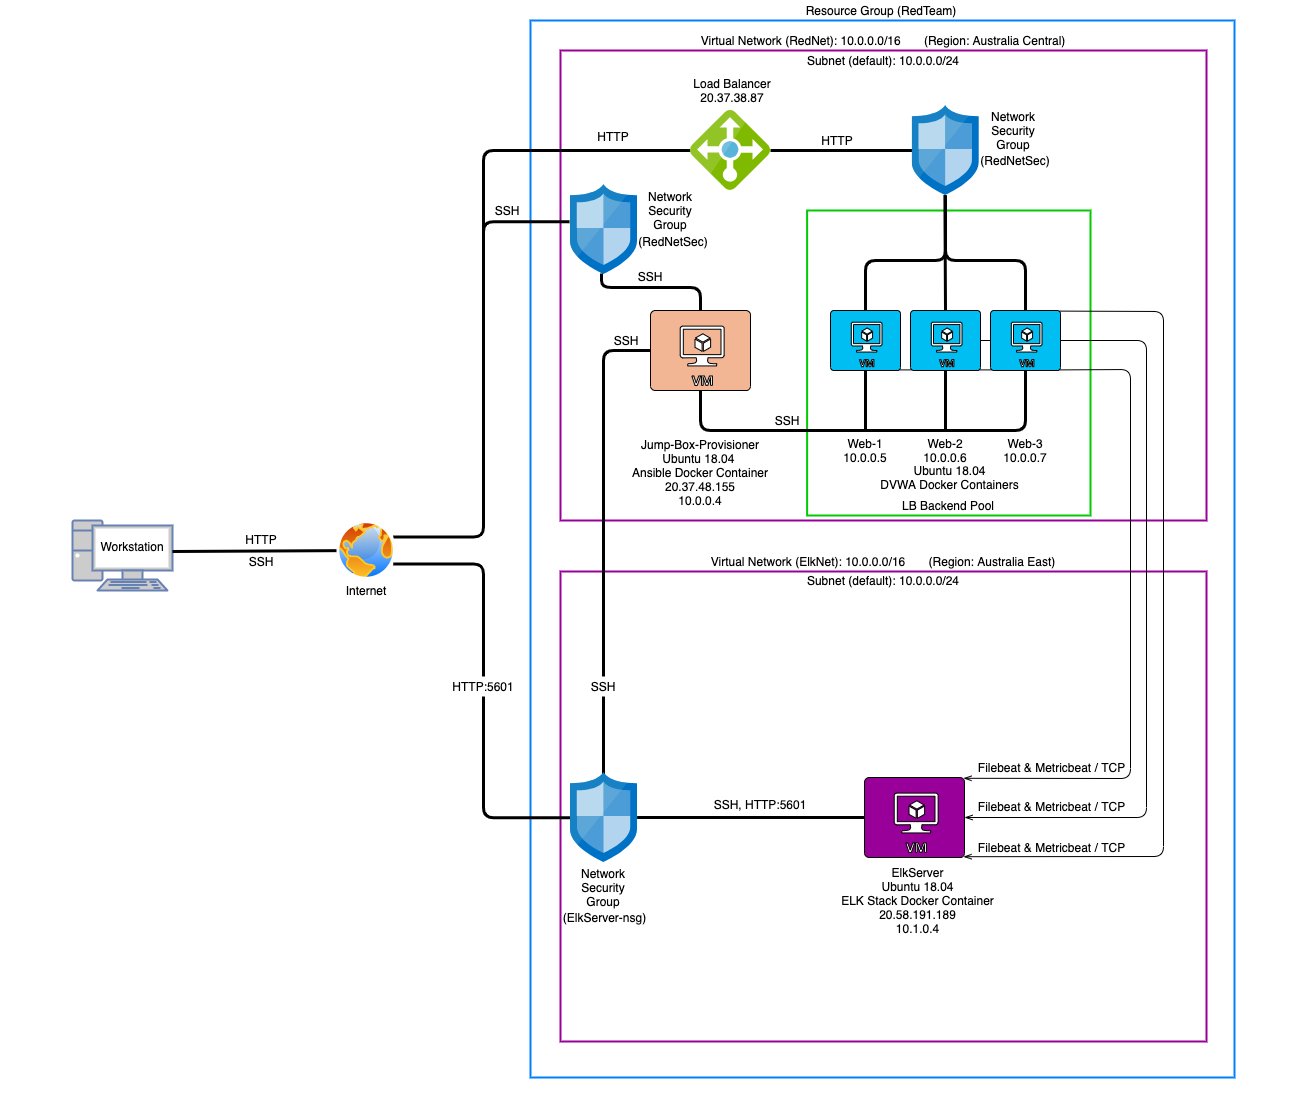 Resource Group (RedTeam)
Virtual Network (RedNet): 10.0.0.0/16 (Region: Australia Central)
Subnet (default): 10.0.0.0/24
Load Balancer
20.37.38.87
HTTP
HTTP
Network
Security
Group
(RedNetSec)
SSH
Network
Security
Group
(RedNetSec)
SSH
SSH
VM
VM
VM
VM
SSH
Jump-Box-Provisioner
Ubuntu 18.04
Ansible Docker Container
20.37.48.155
10.0.0.4
Web-1
10.0.0.5
Web-2
10.0.0.6
Web-3
10.0.0.7
Ubuntu 18.04
DVWA Docker Containers
LB Backend Pool
Workstation
HTTP
SSH
Internet
Virtual Network (ElkNet): 10.0.0.0/16 (Region: Australia East)
Subnet (default): 10.0.0.0/24
HTTP:5601
SSH
Filebeat & Metricbeat / TCP
Filebeat & Metricbeat / TCP
Filebeat & Metricbeat / TCP
SSH, HTTP:5601
VM
Network
Security
Group
(ElkServer-nsg)
ElkServer
Ubuntu 18.04
ELK Stack Docker Container
20.58.191.189
10.1.0.4